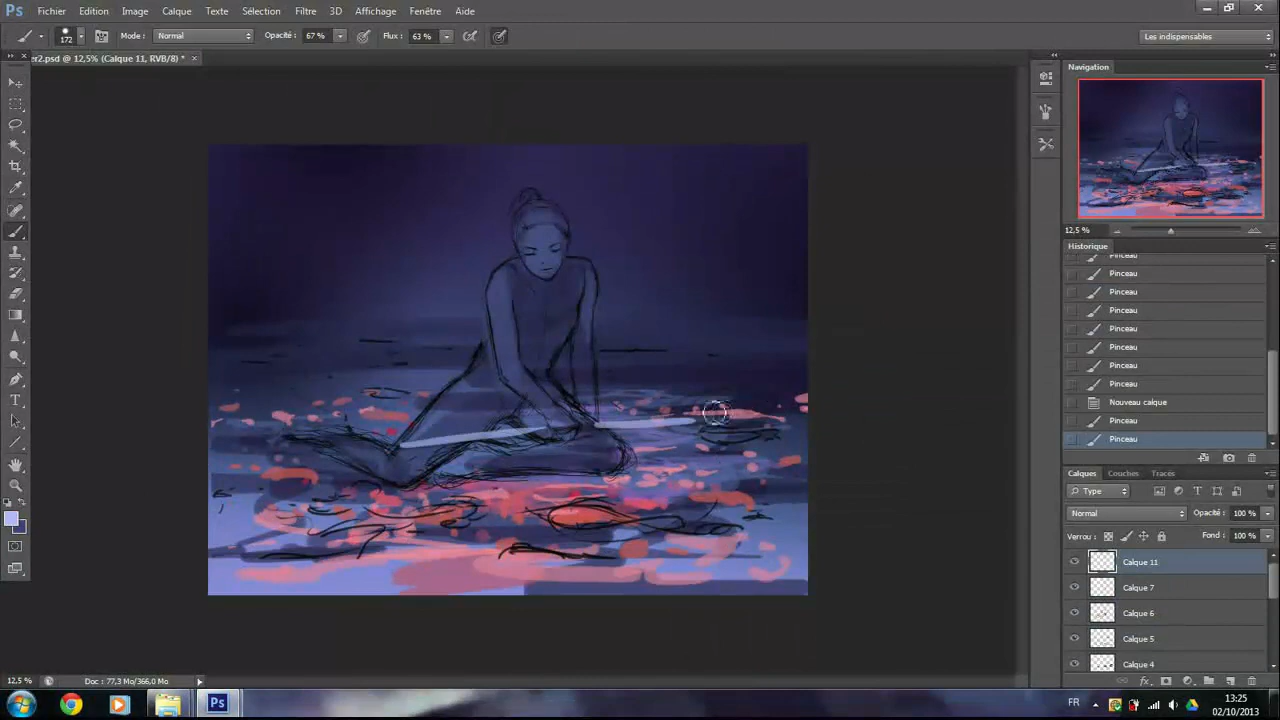 Ps Fichier Edition Image Calque Texte Sélection Filtre 3D Affichage Fenêtre Aide
172 Mode: Normal Opacité: 67 % Flux: 63 % Les indispensables
er2.psd @ 12,5% (Calque 11, RVB/8) * ×
Navigation
12,5 %
Historique
Pinceau
Pinceau
Pinceau
Pinceau
Pinceau
Pinceau
Pinceau
Pinceau
Nouveau calque
Pinceau
Pinceau
Calques Couches Tracés
Type
Normal Opacité: 100 %
Verrou: Fond: 100 %
Calque 11
Calque 7
Calque 6
Calque 5
Calque 4
12,5 % Doc : 77,3 Mo/366,0 Mo
Ps FR 13:25
02/10/2013